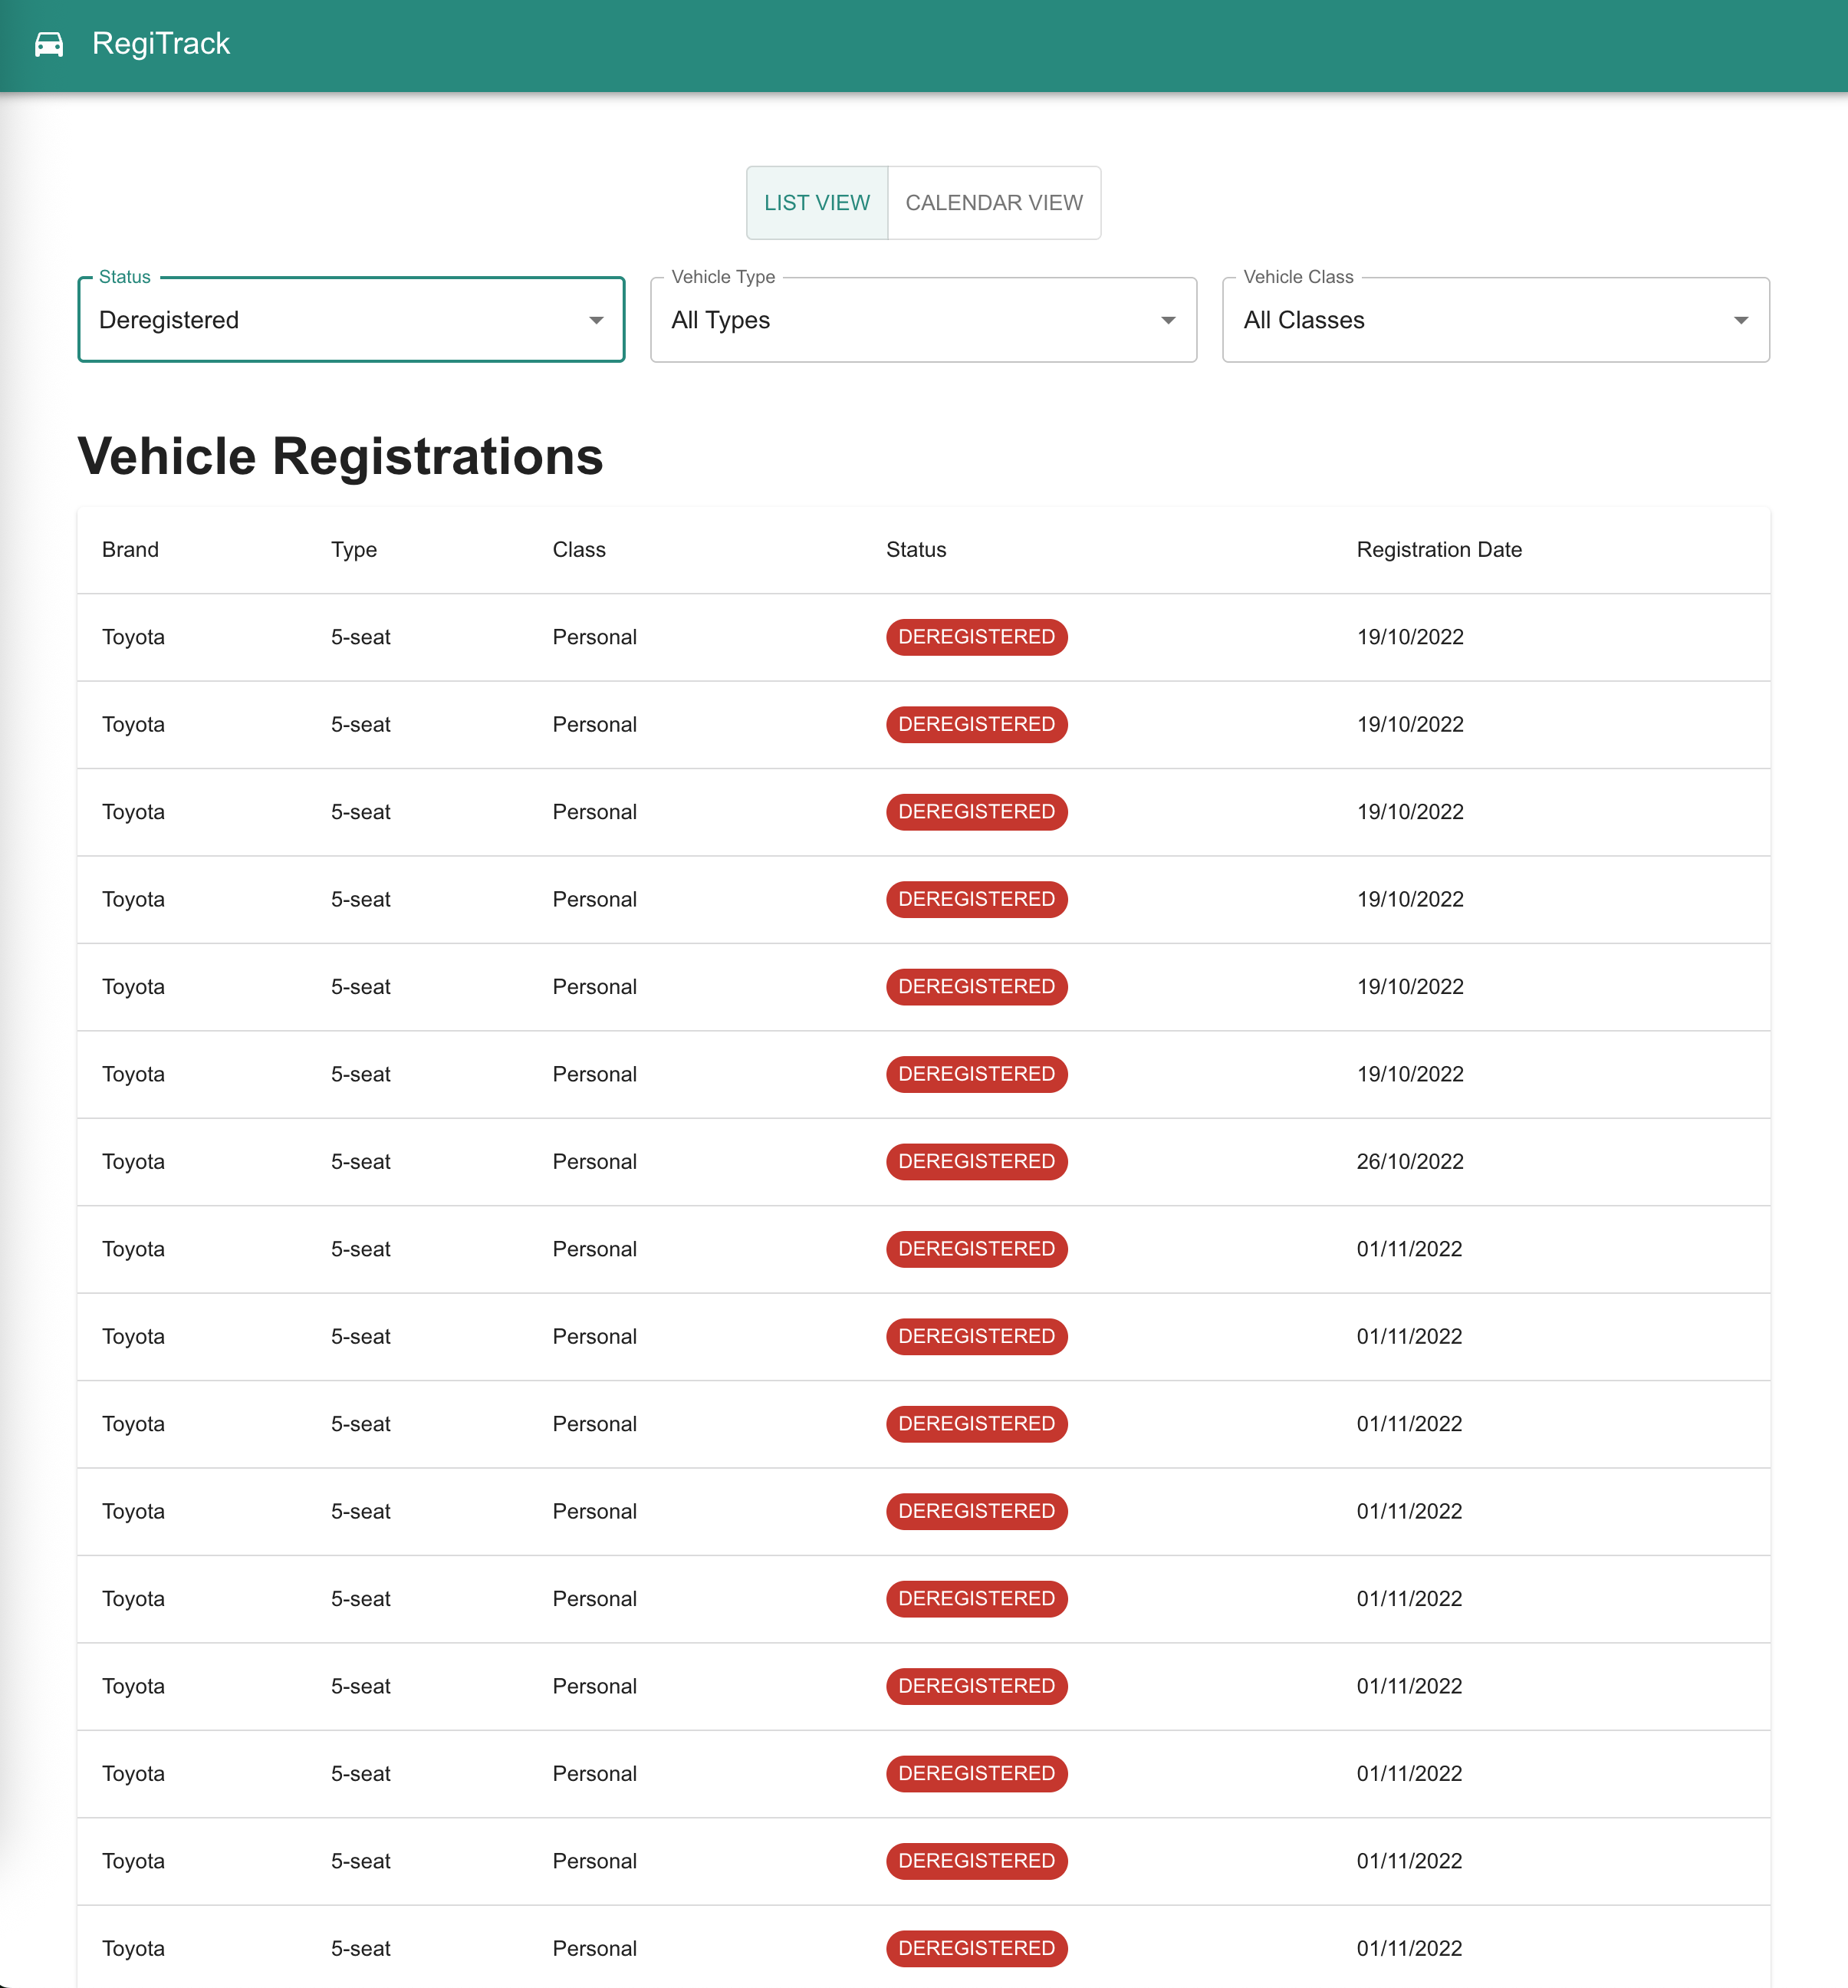 RegiTrack
LIST VIEW CALENDAR VIEW
Status Vehicle Type Vehicle Class
Deregistered All Types All Classes
Vehicle Registrations
Brand Type Class Status Registration Date
Toyota 5-seat Personal DEREGISTERED 19/10/2022
Toyota 5-seat Personal DEREGISTERED 19/10/2022
Toyota 5-seat Personal DEREGISTERED 19/10/2022
Toyota 5-seat Personal DEREGISTERED 19/10/2022
Toyota 5-seat Personal DEREGISTERED 19/10/2022
Toyota 5-seat Personal DEREGISTERED 19/10/2022
Toyota 5-seat Personal DEREGISTERED 26/10/2022
Toyota 5-seat Personal DEREGISTERED 01/11/2022
Toyota 5-seat Personal DEREGISTERED 01/11/2022
Toyota 5-seat Personal DEREGISTERED 01/11/2022
Toyota 5-seat Personal DEREGISTERED 01/11/2022
Toyota 5-seat Personal DEREGISTERED 01/11/2022
Toyota 5-seat Personal DEREGISTERED 01/11/2022
Toyota 5-seat Personal DEREGISTERED 01/11/2022
Toyota 5-seat Personal DEREGISTERED 01/11/2022
Toyota 5-seat Personal DEREGISTERED 01/11/2022